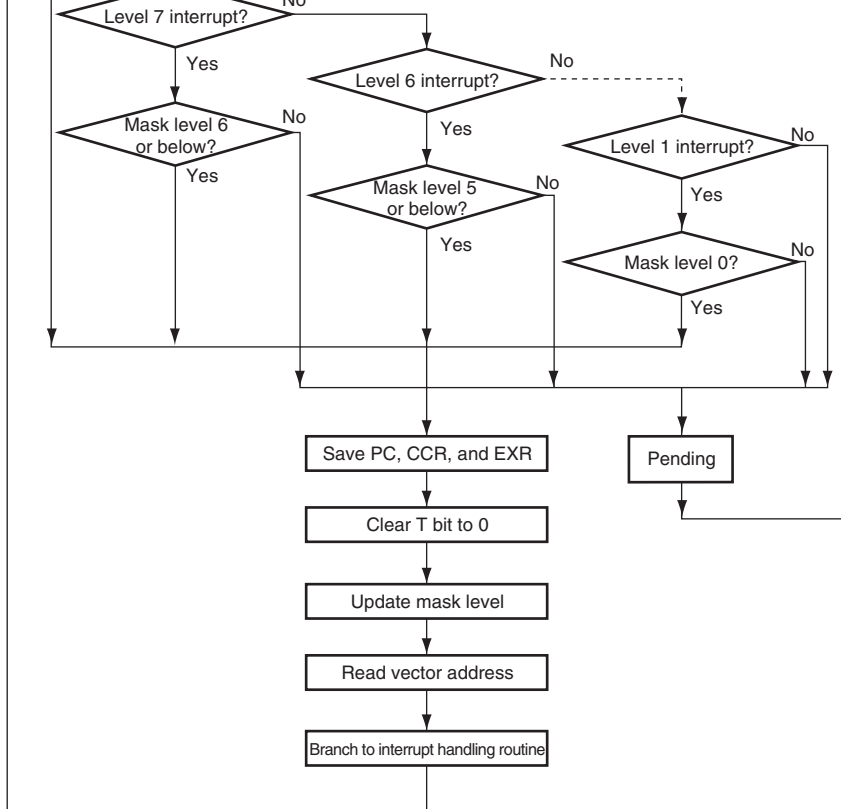 No
Level 7 interrupt?
Yes
No
Level 6 interrupt?
Mask level 6
or below?
No
Yes
Yes
No
Level 1 interrupt?
Mask level 5
or below?
No
Yes
Yes
No
Mask level 0?
Yes
Save PC, CCR, and EXR
Pending
Clear T bit to 0
Update mask level
Read vector address
Branch to interrupt handling routine